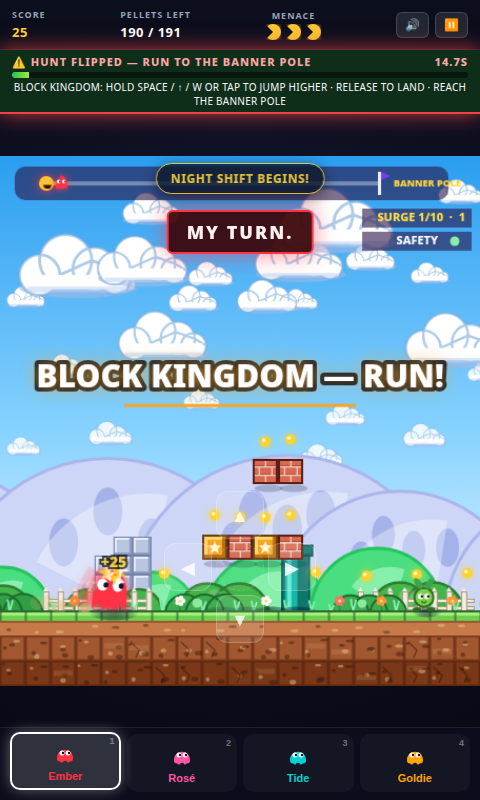 SCORE
25
PELLETS LEFT
190 / 191
MENACE
⚠️ HUNT FLIPPED — RUN TO THE BANNER POLE
14.7S
BLOCK KINGDOM: HOLD SPACE / ↑ / W OR TAP TO JUMP HIGHER · RELEASE TO LAND · REACH
THE BANNER POLE
NIGHT SHIFT BEGINS!
BANNER POLE
MY TURN.
SURGE 1/10 · 1
SAFETY
BLOCK KINGDOM — RUN!
+25
1
Ember
2
Rosé
3
Tide
4
Goldie